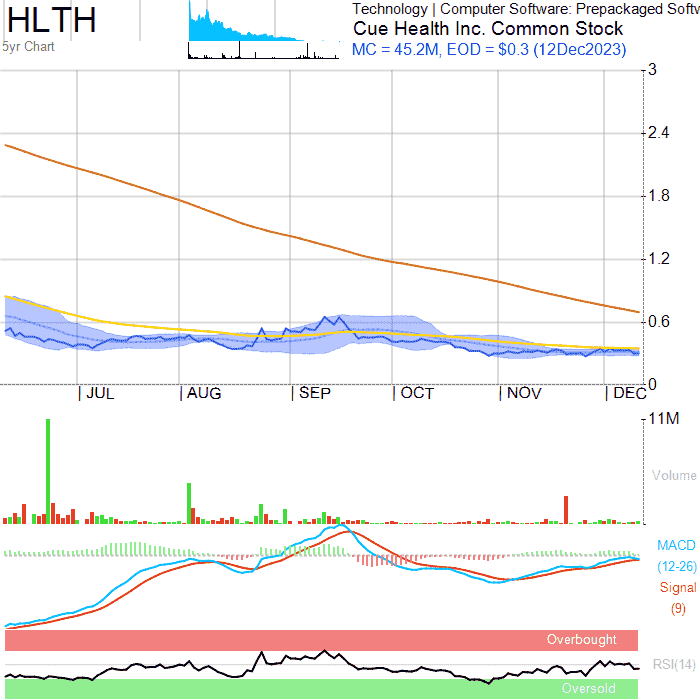 HLTH
5yr Chart
Technology | Computer Software: Prepackaged Softw
Cue Health Inc. Common Stock
MC = 45.2M, EOD = $0.3 (12Dec2023)
3
2.4
1.8
1.2
0.6
0
| JUL | AUG | SEP | OCT | NOV | DEC
11M
Volume
MACD
(12-26)
Signal
(9)
Overbought
RSI(14)
Oversold